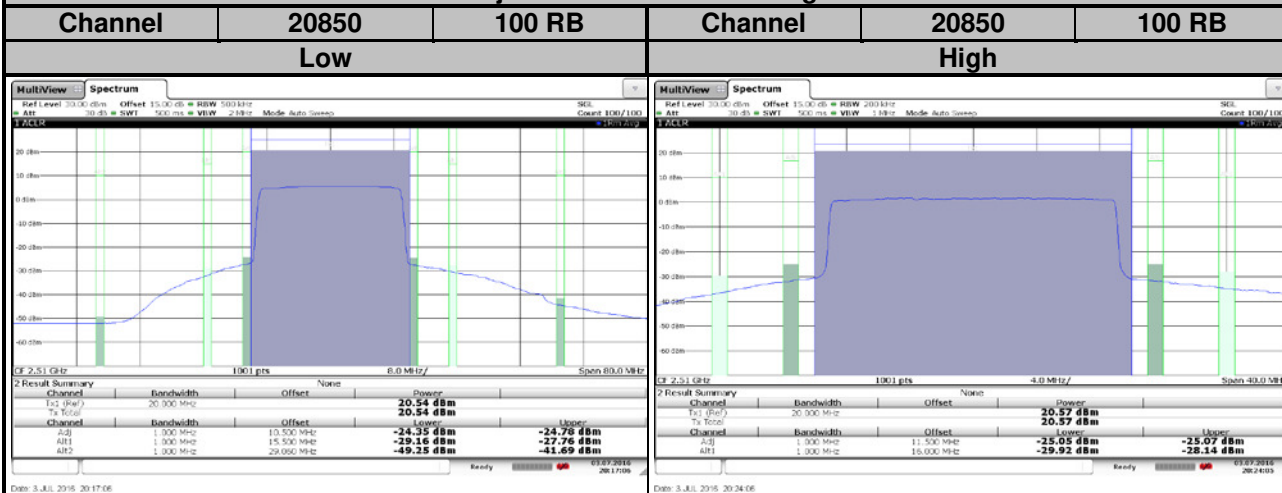 Channel 20850 100 RB Channel 20850 100 RB
Low High
MultiView Spectrum
Ref Level 30.00 dBm Offset 15.00 dB RBW 500 kHz SGL
Att 30 dB SWT 500 ms VBW 2 MHz Mode Auto Sweep Count 100/100
1 ACLR 1Rm Avg
20 dBm
10 dBm
0 dBm
-10 dBm
-20 dBm
-30 dBm
-40 dBm
-50 dBm
-60 dBm
CF 2.51 GHz 1001 pts 8.0 MHz/ Span 80.0 MHz
2 Result Summary None
Channel Bandwidth Offset Power
Tx1 (Ref) 20.000 MHz 20.54 dBm
Tx Total 20.54 dBm
Channel Bandwidth Offset Lower Upper
Adj 1.000 MHz 10.500 MHz -24.35 dBm -24.78 dBm
Alt1 1.000 MHz 15.500 MHz -29.16 dBm -27.76 dBm
Alt2 1.000 MHz 29.060 MHz -49.25 dBm -41.69 dBm
Ready 03.07.2016
20:17:06
Date: 3.JUL.2016 20:17:06
MultiView Spectrum
Ref Level 30.00 dBm Offset 15.00 dB RBW 200 kHz SGL
Att 30 dB SWT 500 ms VBW 1 MHz Mode Auto Sweep Count 100/100
1 ACLR 1Rm Avg
20 dBm
10 dBm
0 dBm
-10 dBm
-20 dBm
-30 dBm
-40 dBm
-50 dBm
-60 dBm
CF 2.51 GHz 1001 pts 4.0 MHz/ Span 40.0 MHz
2 Result Summary None
Channel Bandwidth Offset Power
Tx1 (Ref) 20.000 MHz 20.57 dBm
Tx Total 20.57 dBm
Channel Bandwidth Offset Lower Upper
Adj 1.000 MHz 11.500 MHz -25.05 dBm -25.07 dBm
Alt1 1.000 MHz 16.000 MHz -29.92 dBm -28.14 dBm
Ready 03.07.2016
20:24:05
Date: 3.JUL.2016 20:24:06